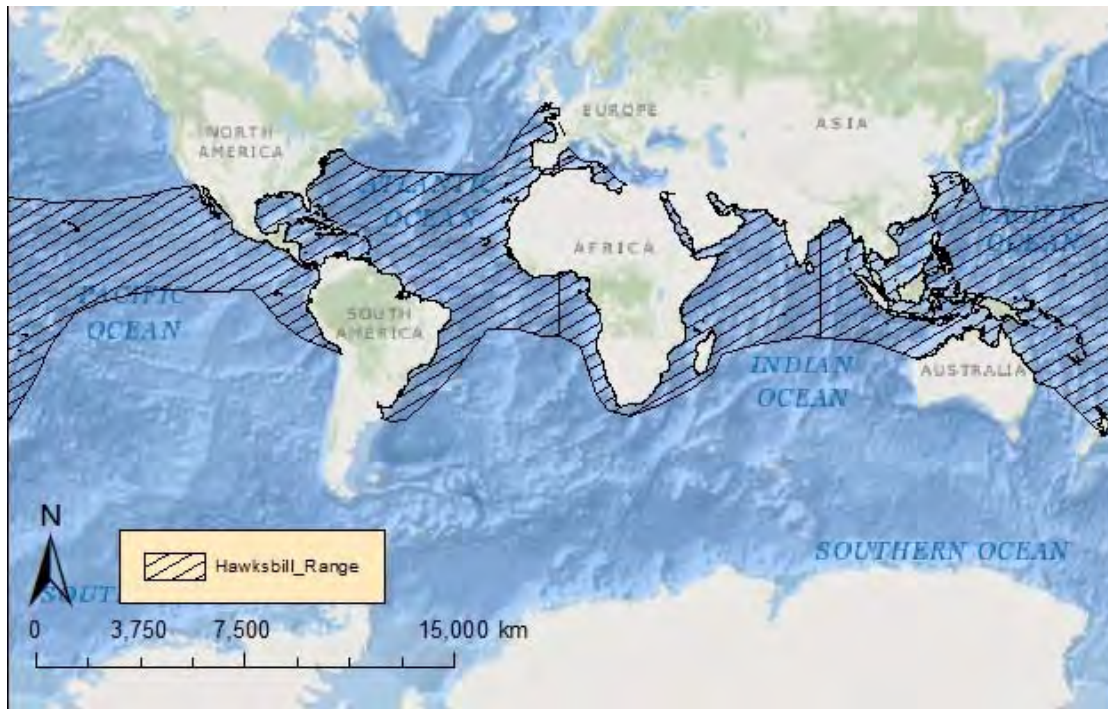 NORTH
AMERICA
EUROPE
ASIA
ATLANTIC
OCEAN
AFRICA
PACIFIC
OCEAN
PACIFIC
OCEAN
SOUTH
AMERICA
INDIAN
OCEAN
AUSTRALIA
SOUTHERN OCEAN
N
Hawksbill_Range
SOUT
0 3,750 7,500 15,000 km